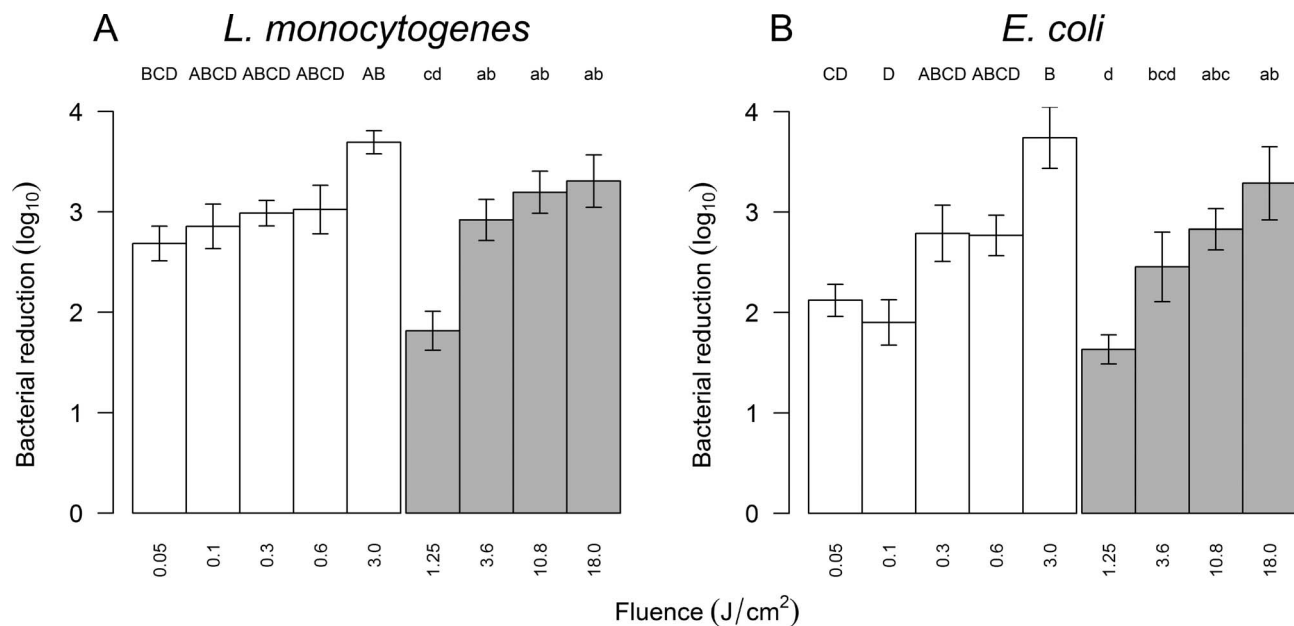 A L. monocytogenes
BCD ABCD ABCD ABCD AB cd ab ab ab
Bacterial reduction (log10)
4
3
2
1
0
0.05 0.1 0.3 0.6 3.0 1.25 3.6 10.8 18.0
B E. coli
CD D ABCD ABCD B d bcd abc ab
Bacterial reduction (log10)
4
3
2
1
0
0.05 0.1 0.3 0.6 3.0 1.25 3.6 10.8 18.0
Fluence (J/cm²)